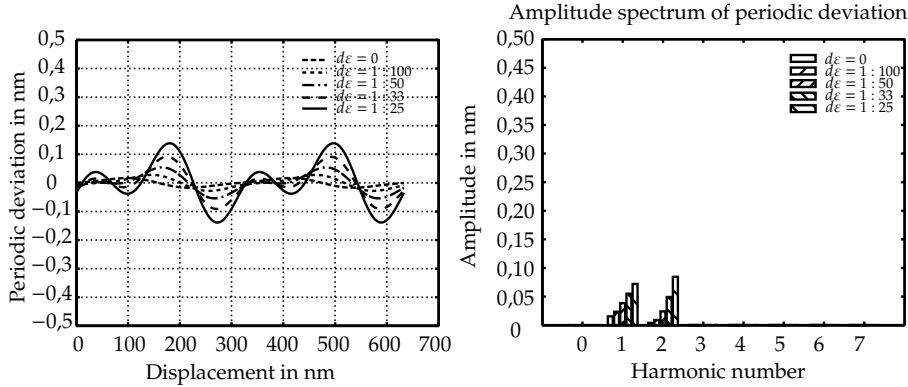 0,5
0,4
0,3
0,2
0,1
0
−0,1
−0,2
−0,3
−0,4
−0,5
Periodic deviation in nm
dε = 0
dε = 1 : 100
dε = 1 : 50
dε = 1 : 33
dε = 1 : 25
0 100 200 300 400 500 600 700
Displacement in nm
Amplitude spectrum of periodic deviation
0,50
0,45
0,40
0,35
0,30
0,25
0,20
0,15
0,10
0,05
0
Amplitude in nm
dε = 0
dε = 1 : 100
dε = 1 : 50
dε = 1 : 33
dε = 1 : 25
0 1 2 3 4 5 6 7
Harmonic number